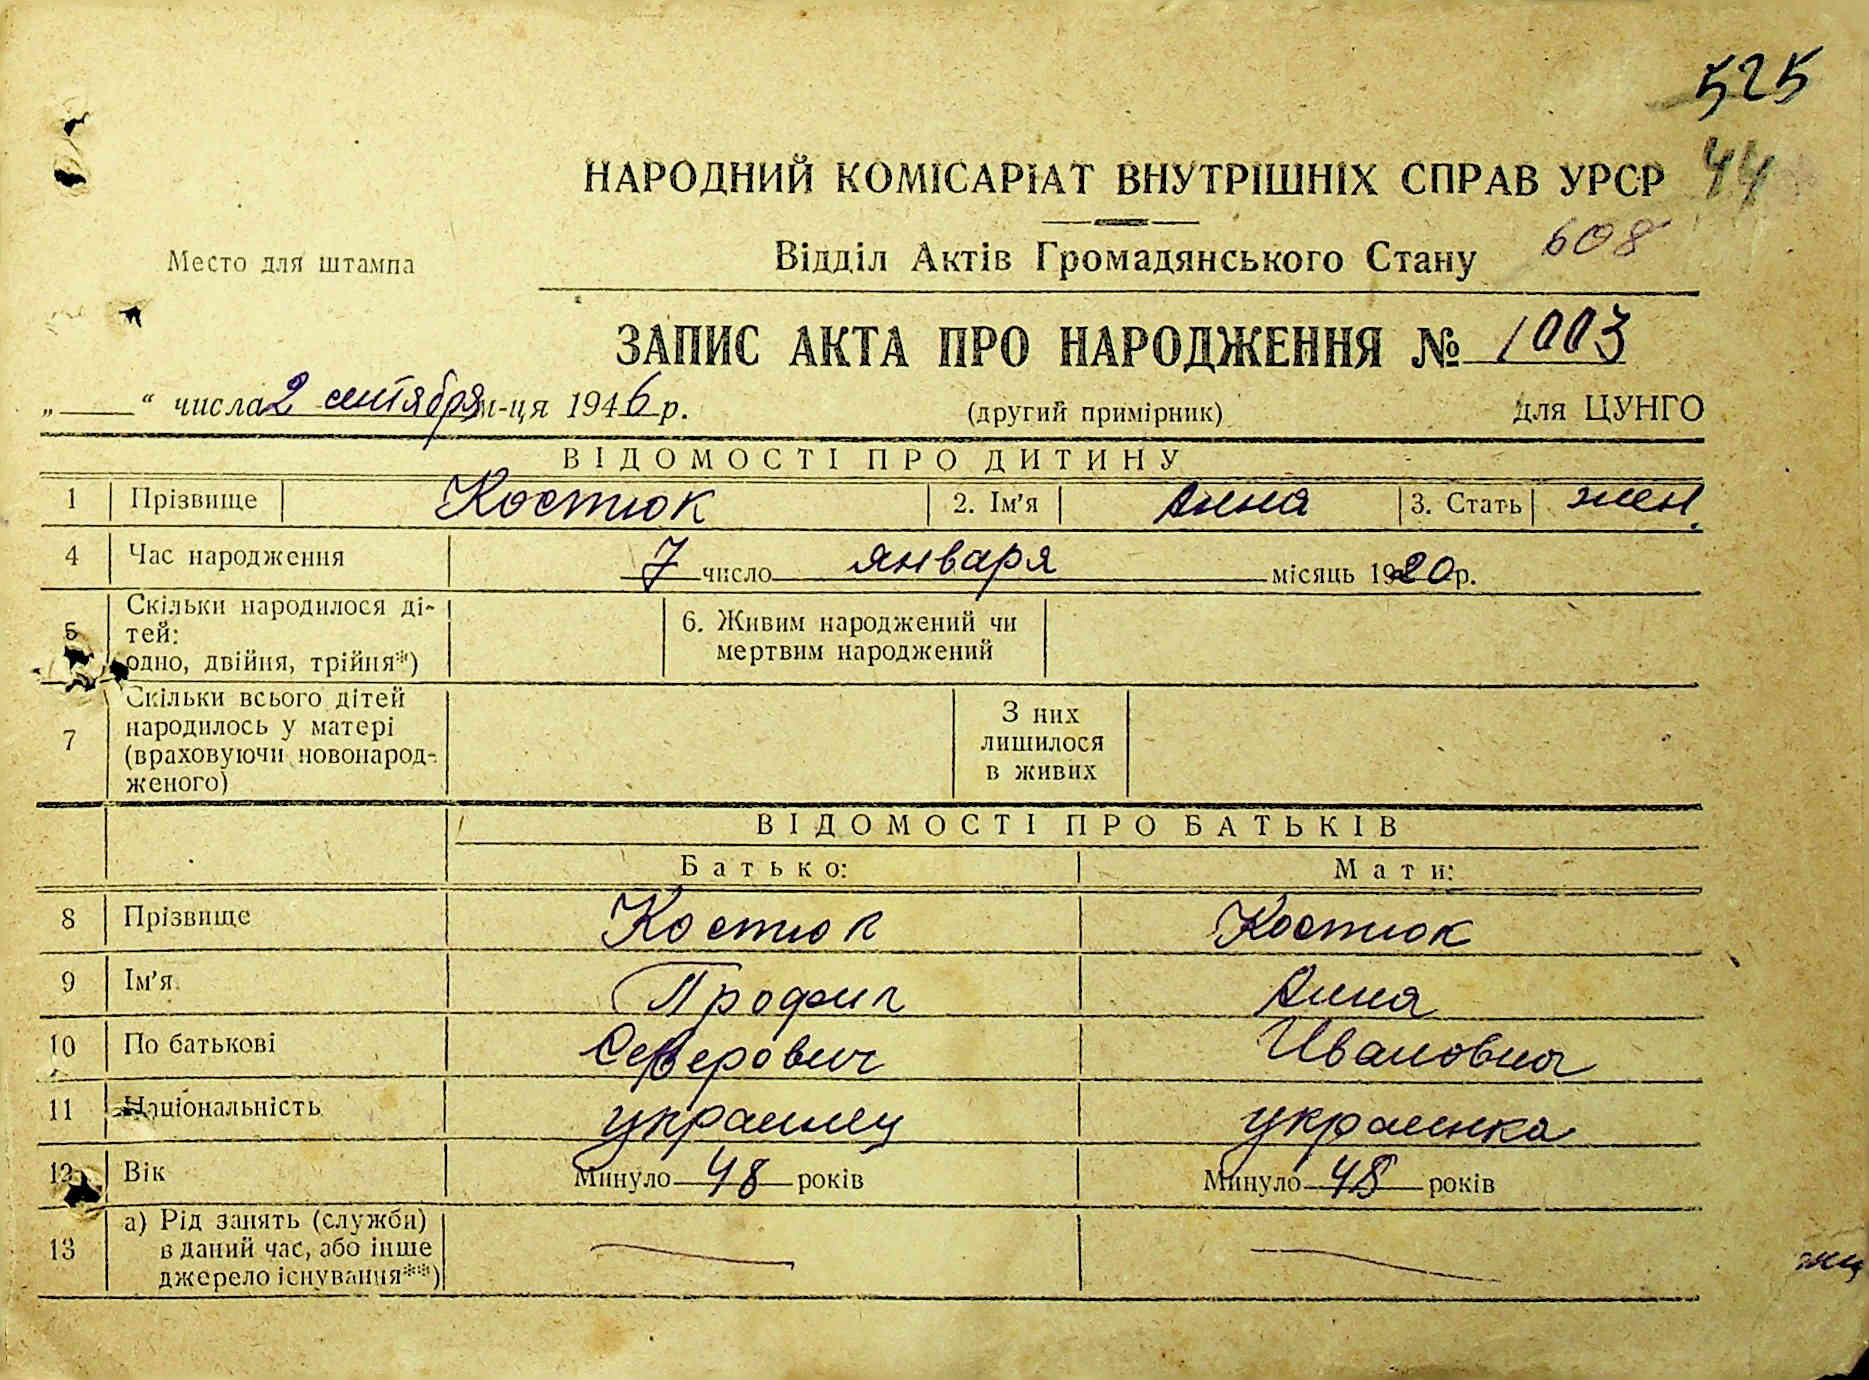 525
НАРОДНИЙ КОМІСАРІАТ ВНУТРІШНІХ СПРАВ УРСР 44
Место для штампа
Відділ Актів Громадянського Стану 608
ЗАПИС АКТА ПРО НАРОДЖЕННЯ № 1003
„ “ числа 2 сентября м-ця 1946 р. (другий примірник) для ЦУНГО
ВІДОМОСТІ ПРО ДИТИНУ
1 Прізвище Костюк 2. Ім'я Анна 3. Стать жен.
4 Час народження 7 число января місяць 1920 р.
5 Скільки народилося ді-
тей:
одно, двійня, трійня*)
6. Живим народжений чи
мертвим народжений
7 Скільки всього дітей
народилось у матері
(враховуючи новонарод-
женого)
З них
лишилося
в живих
ВІДОМОСТІ ПРО БАТЬКІВ
Батько: Мати:
8 Прізвище Костюк Костюк
9 Ім'я Профил Анна
10 По батькові Северович Ивановна
11 Національність украинец украинка
12 Вік Минуло 48 років Минуло 48 років
13 а) Рід занять (служби)
в даний час, або інше
джерело існування**)